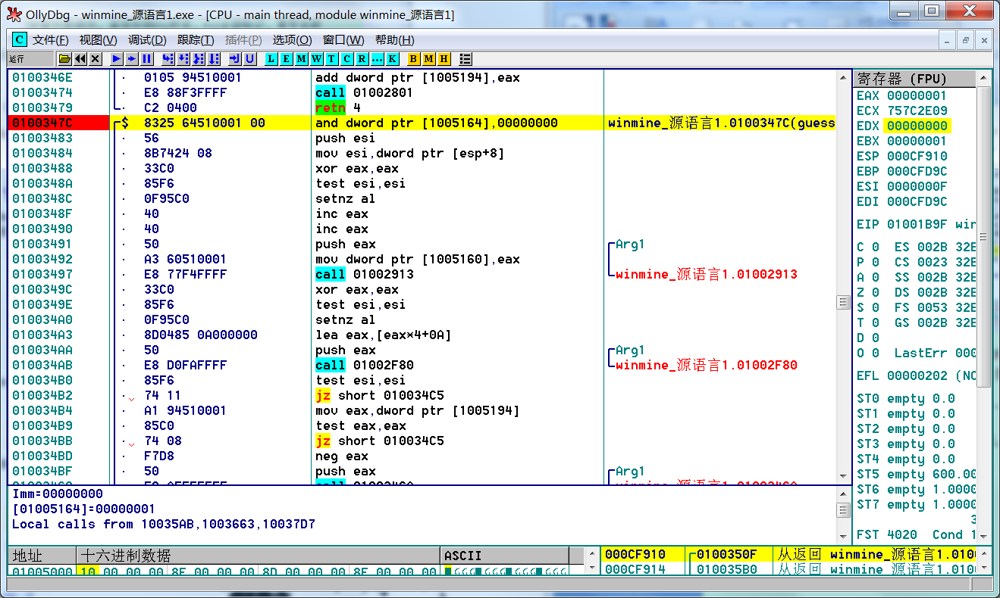 OllyDbg - winmine_源语言1.exe - [CPU - main thread, module winmine_源语言1]
C 文件(F) 视图(V) 调试(D) 跟踪(T) 插件(P) 选项(O) 窗口(W) 帮助(H)
运行 L E M W T C R ... K B M H
0100346E · 0105 94510001 add dword ptr [1005194],eax
01003474 · E8 88F3FFFF call 01002801
01003479 · C2 0400 retn 4
0100347C $ 8325 64510001 00 and dword ptr [1005164],00000000 winmine_源语言1.0100347C(guess
01003483 · 56 push esi
01003484 · 8B7424 08 mov esi,dword ptr [esp+8]
01003488 · 33C0 xor eax,eax
0100348A · 85F6 test esi,esi
0100348C · 0F95C0 setnz al
0100348F · 40 inc eax
01003490 · 40 inc eax
01003491 · 50 push eax Arg1
01003492 · A3 60510001 mov dword ptr [1005160],eax
01003497 · E8 77F4FFFF call 01002913 winmine_源语言1.01002913
0100349C · 33C0 xor eax,eax
0100349E · 85F6 test esi,esi
010034A0 · 0F95C0 setnz al
010034A3 · 8D0485 0A000000 lea eax,[eax*4+0A]
010034AA · 50 push eax Arg1
010034AB · E8 D0FAFFFF call 01002F80 winmine_源语言1.01002F80
010034B0 · 85F6 test esi,esi
010034B2 · 74 11 jz short 010034C5
010034B4 · A1 94510001 mov eax,dword ptr [1005194]
010034B9 · 85C0 test eax,eax
010034BB · 74 08 jz short 010034C5
010034BD · F7D8 neg eax
010034BF · 50 push eax Arg1
Imm=00000000
[01005164]=00000001
Local calls from 10035AB,1003663,10037D7
寄存器 (FPU)
EAX 00000001
ECX 757C2E09
EDX 00000000
EBX 00000001
ESP 000CF910
EBP 000CFD9C
ESI 0000000F
EDI 000CFD9C
EIP 01001B9F win
C 0 ES 002B 32B
P 0 CS 0023 32B
A 0 SS 002B 32B
Z 0 DS 002B 32B
S 0 FS 0053 32B
T 0 GS 002B 32B
D 0
O 0 LastErr 000
EFL 00000202 (NO
ST0 empty 0.0
ST1 empty 0.0
ST2 empty 0.0
ST3 empty 0.0
ST4 empty 0.0
ST5 empty 600.00
ST6 empty 1.0000
ST7 empty 1.0000
3
FST 4020 Cond 1
地址 十六进制数据 ASCII
01005000 10 00 00 00 8F 00 00 00 8D 00 00 00 8F 00 00 00
000CF910 0100350F 从返回 winmine_源语言1.010
000CF914 010035B0 从返回 winmine_源语言1.010